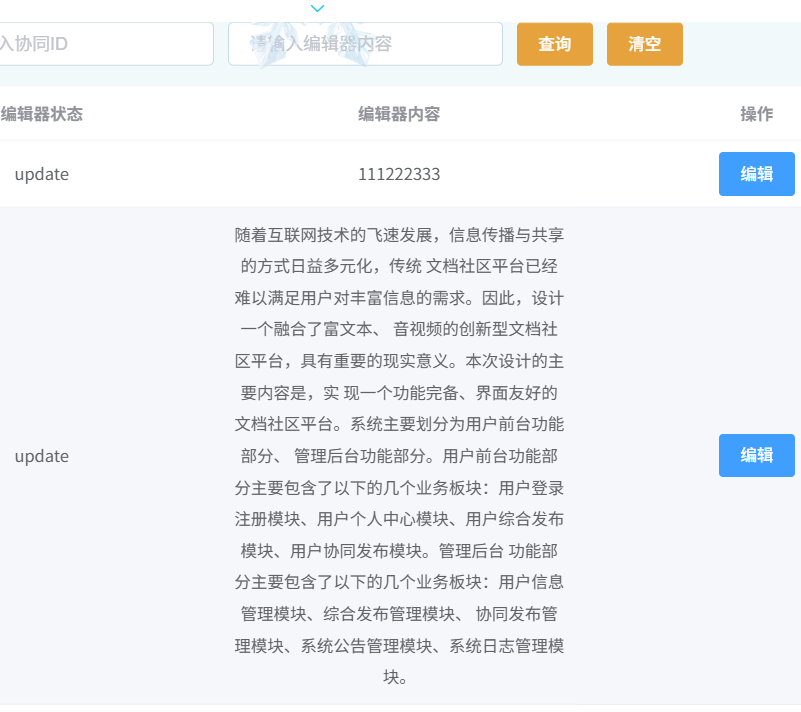 入协同ID
请输入编辑器内容
查询
清空
编辑器状态
编辑器内容
操作
update
111222333
编辑
随着互联网技术的飞速发展，信息传播与共享
的方式日益多元化，传统 文档社区平台已经
难以满足用户对丰富信息的需求。因此，设计
一个融合了富文本、 音视频的创新型文档社
区平台，具有重要的现实意义。本次设计的主
要内容是，实 现一个功能完备、界面友好的
文档社区平台。系统主要划分为用户前台功能
部分、 管理后台功能部分。用户前台功能部
分主要包含了以下的几个业务板块：用户登录
注册模块、用户个人中心模块、用户综合发布
模块、用户协同发布模块。管理后台 功能部
分主要包含了以下的几个业务板块：用户信息
管理模块、综合发布管理模块、 协同发布管
理模块、系统公告管理模块、系统日志管理模
块。
update
编辑